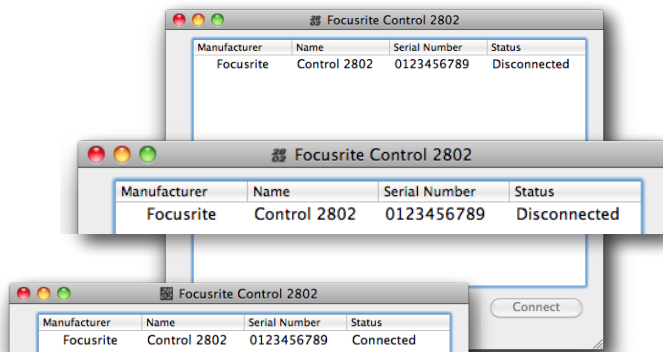 Focusrite Control 2802
Manufacturer Name Serial Number Status
Focusrite Control 2802 0123456789 Disconnected
2802 Focusrite Control 2802
Manufacturer Name Serial Number Status
Focusrite Control 2802 0123456789 Disconnected
Connect
Focusrite Control 2802
Manufacturer Name Serial Number Status
Focusrite Control 2802 0123456789 Connected